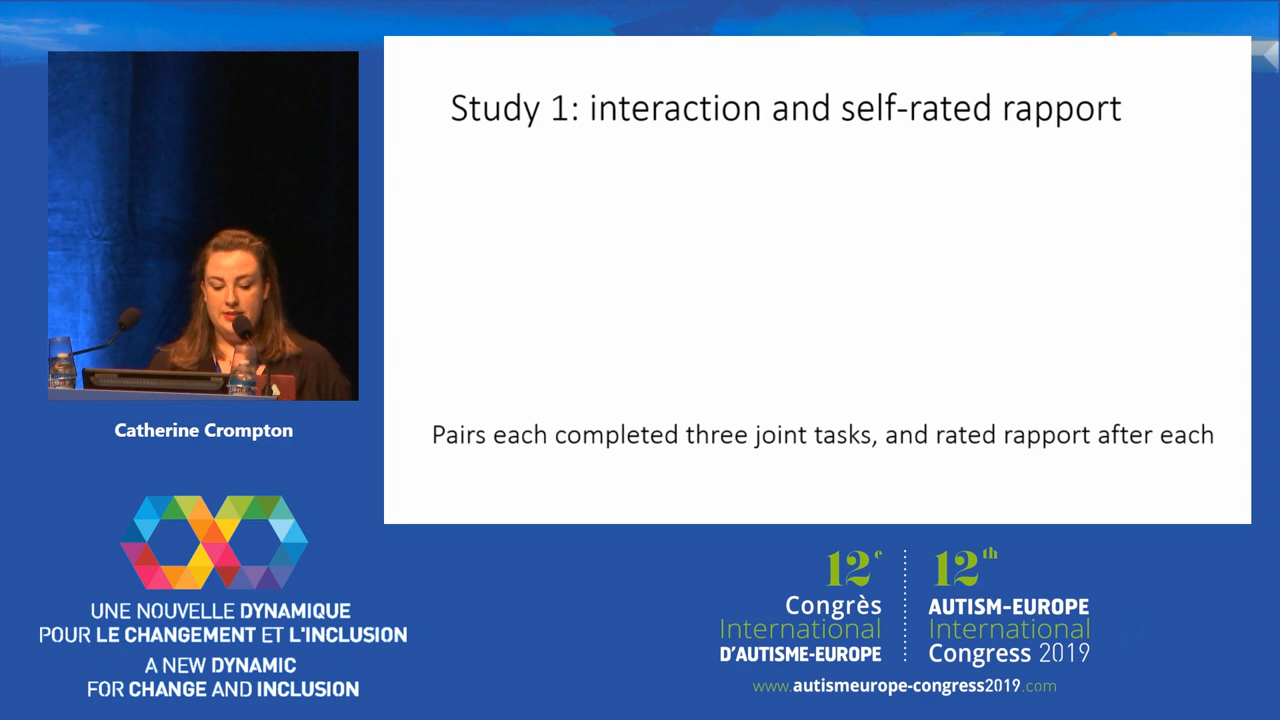 Study 1: interaction and self-rated rapport
Pairs each completed three joint tasks, and rated rapport after each
Catherine Crompton
UNE NOUVELLE DYNAMIQUE
POUR LE CHANGEMENT ET L'INCLUSION
A NEW DYNAMIC
FOR CHANGE AND INCLUSION
12e
Congrès
International
D'AUTISME-EUROPE
12th
AUTISM-EUROPE
International
Congress 2019
www.autismeurope-congress2019.com